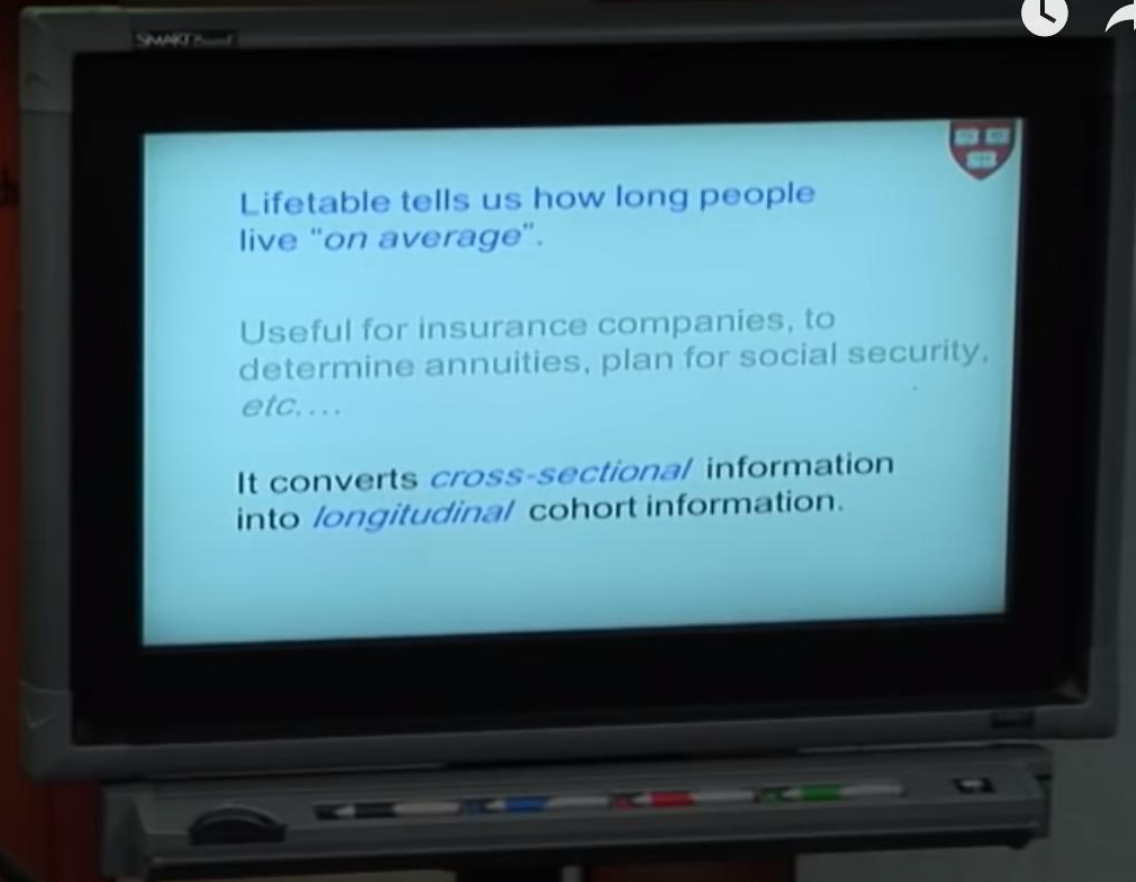 SMART Board
Lifetable tells us how long people
live "on average".
Useful for insurance companies, to
determine annuities, plan for social security,
etc....
It converts cross-sectional information
into longitudinal cohort information.